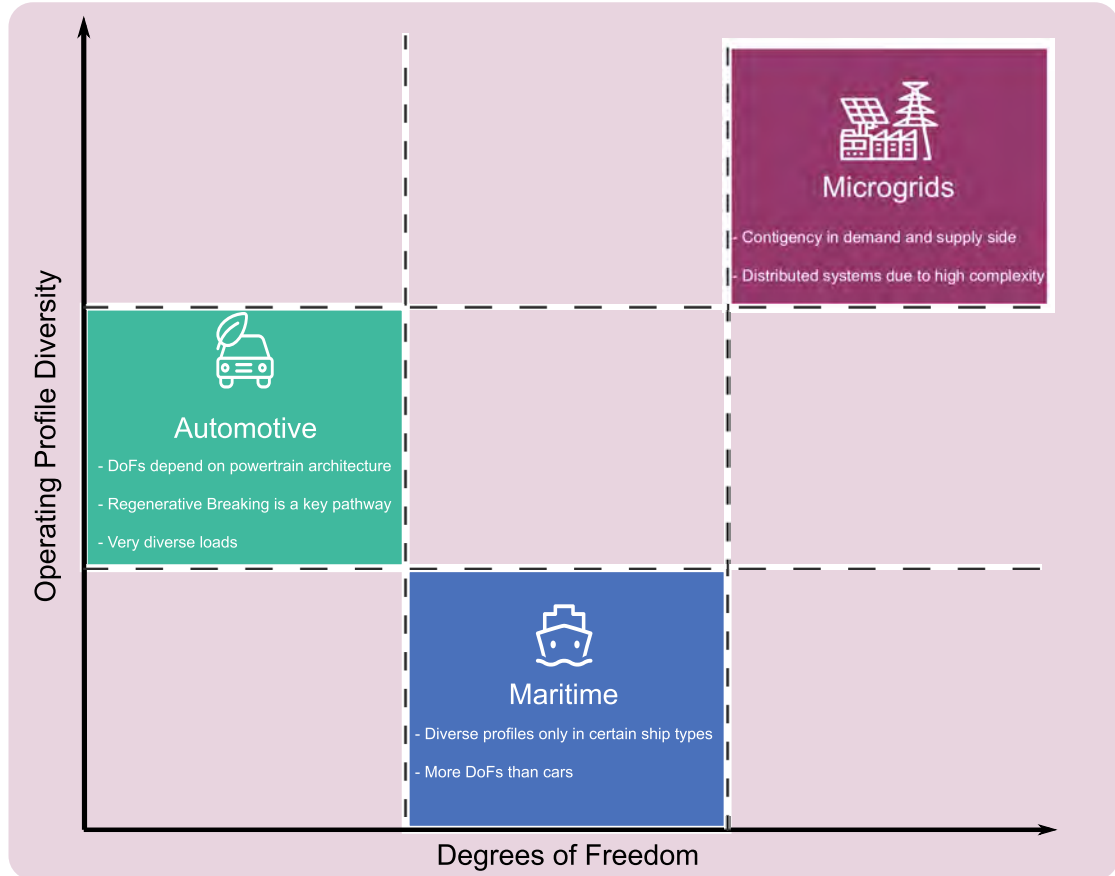 Operating Profile Diversity
Microgrids
- Contigency in demand and supply side
- Distributed systems due to high complexity
Automotive
- DoFs depend on powertrain architecture
- Regenerative Breaking is a key pathway
- Very diverse loads
Maritime
- Diverse profiles only in certain ship types
- More DoFs than cars
Degrees of Freedom